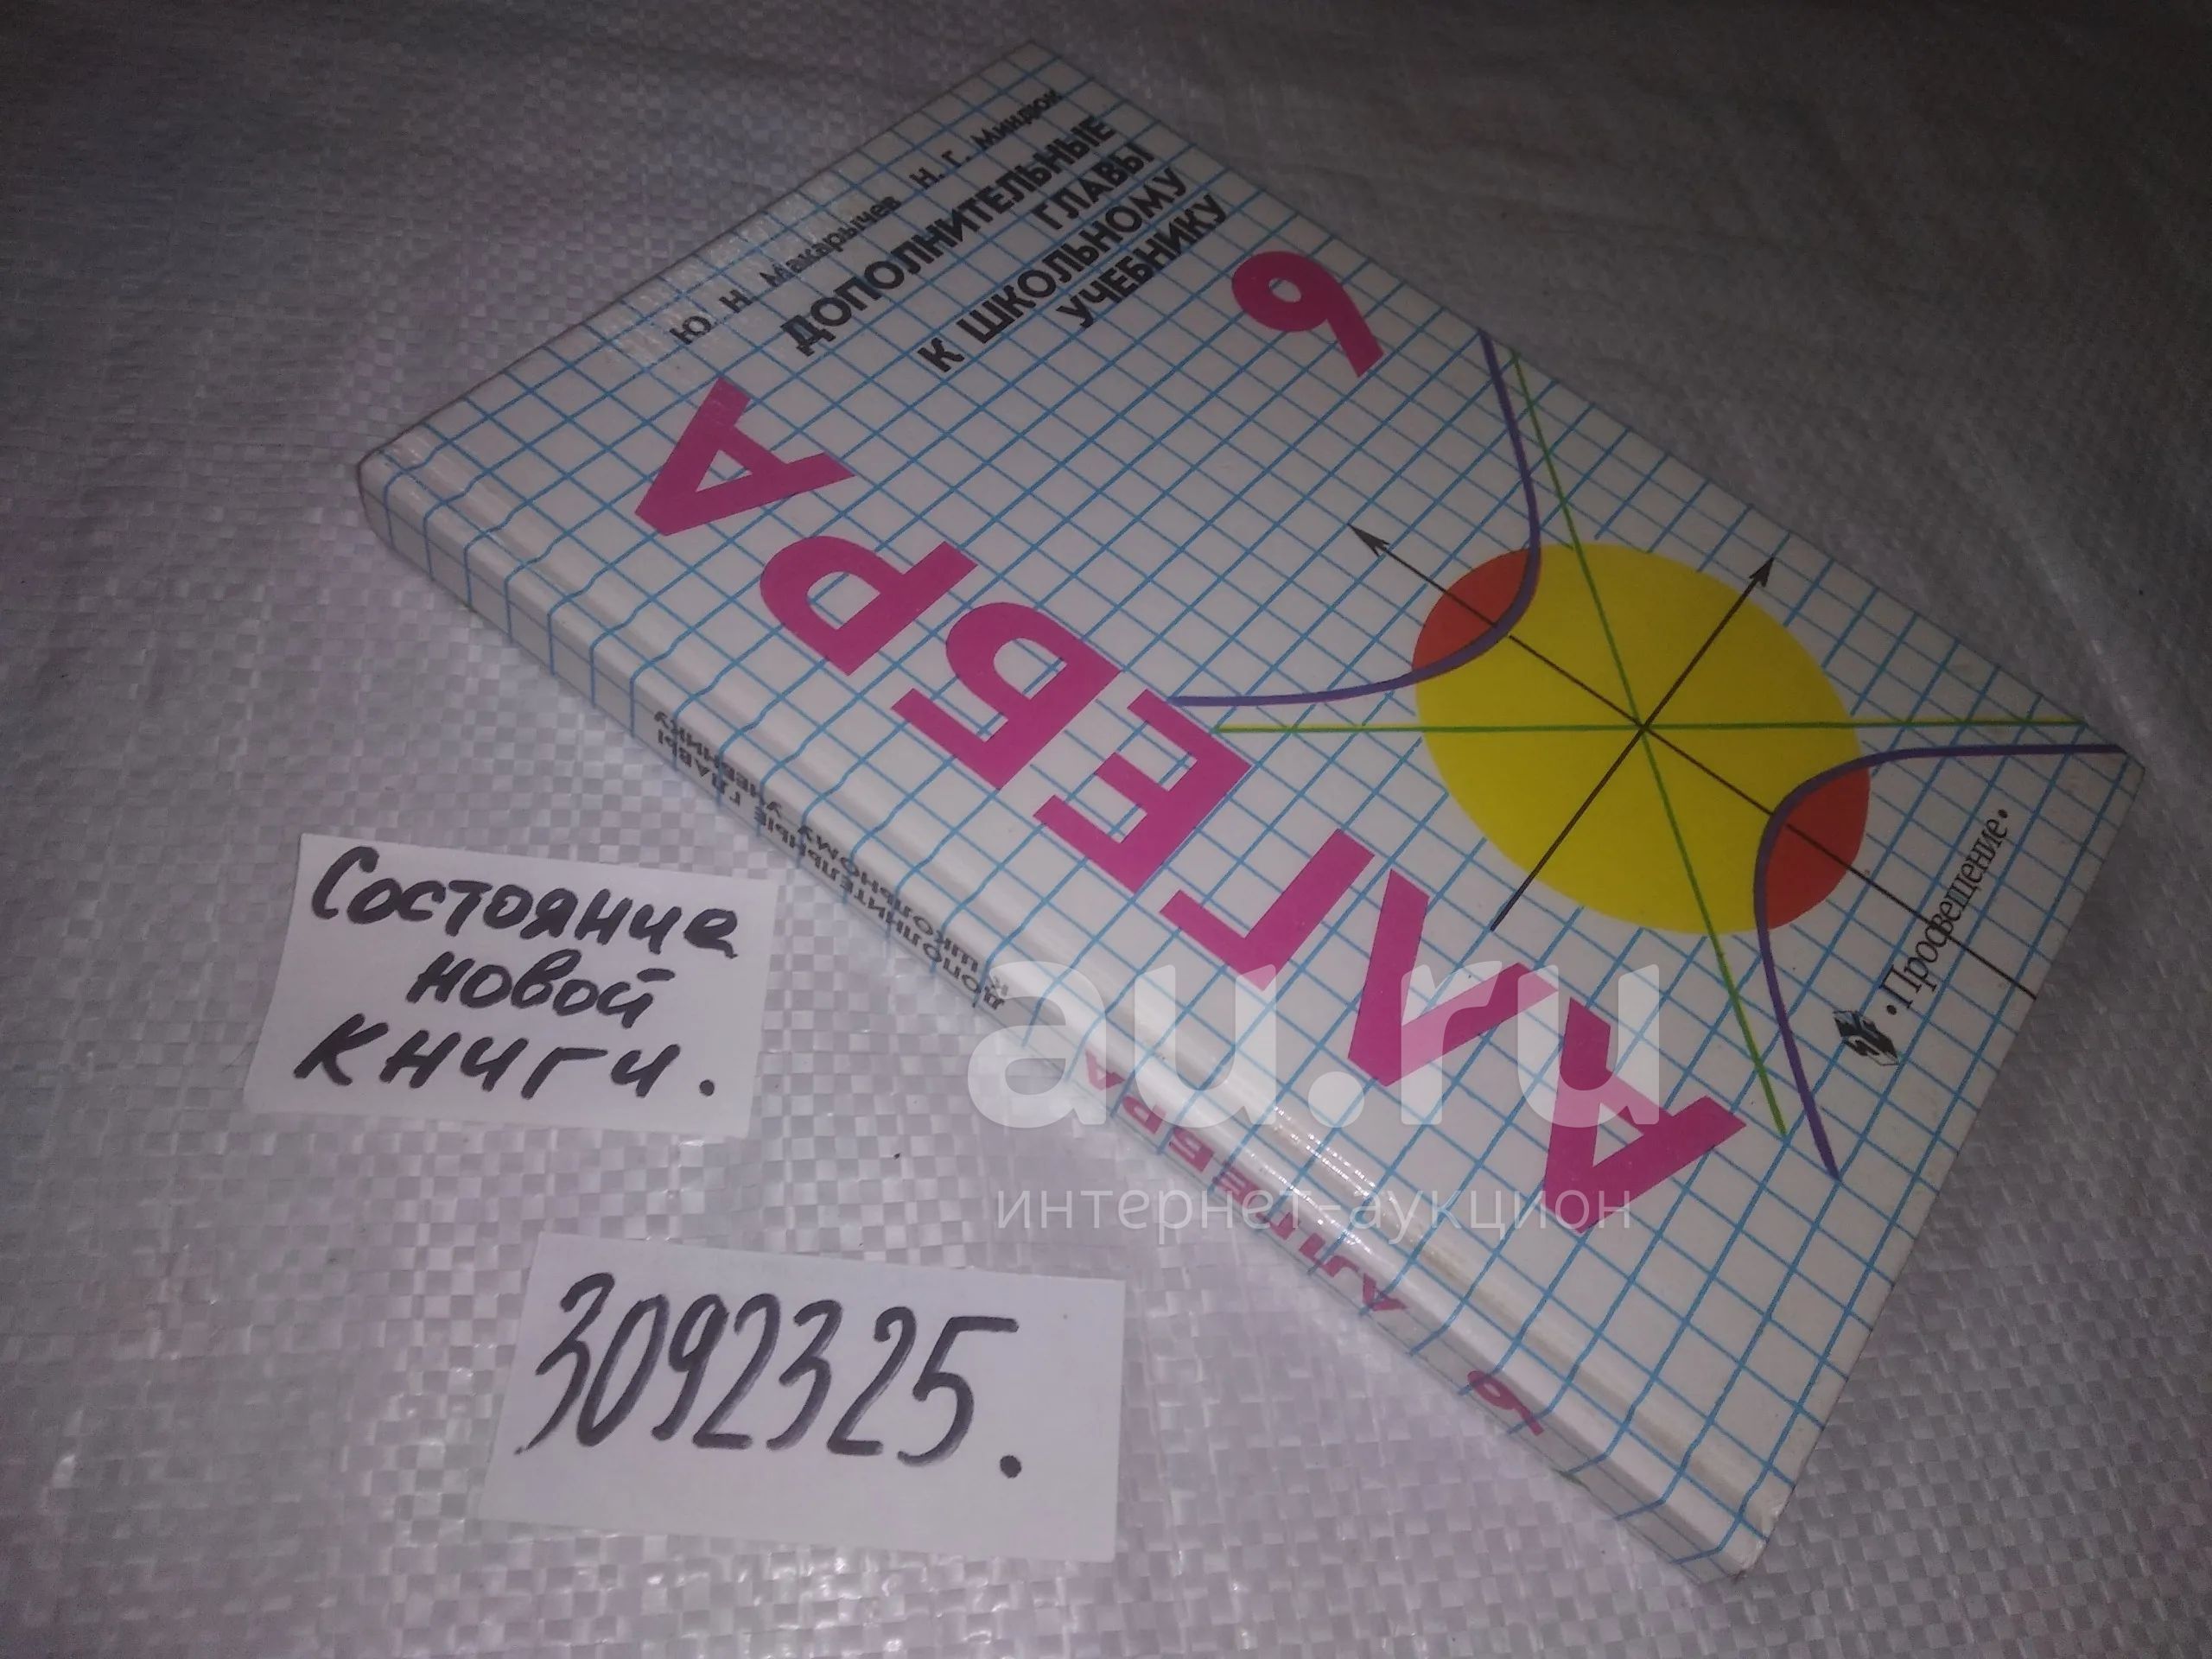 Ю. Н. Макарычев Н. Г. Миндюк
ДОПОЛНИТЕЛЬНЫЕ
ГЛАВЫ
К ШКОЛЬНОМУ
УЧЕБНИКУ
9
АЛГЕБРА
•Просвещение•
ДОПОЛНИТЕЛЬНЫЕ ГЛАВЫ
К ШКОЛЬНОМУ УЧЕБНИКУ
АЛГЕБРА
9
Состояние
новой
книги.
3092325.
au.ru
интернет-аукцион